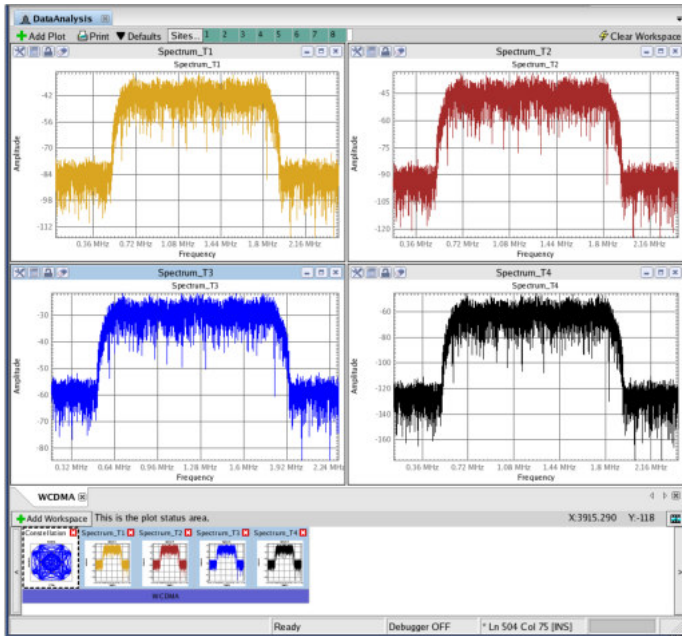 DataAnalysis
Add Plot Print Defaults Sites... 1 2 3 4 5 6 7 8 Clear Workspace
Spectrum_T1
Spectrum_T1
Amplitude
-42
-56
-70
-84
-98
-112
0.36 MHz 0.72 MHz 1.08 MHz 1.44 MHz 1.8 MHz 2.16 MHz
Frequency
Spectrum_T2
Spectrum_T2
Amplitude
-45
-60
-75
-90
-105
-120
0.36 MHz 0.72 MHz 1.08 MHz 1.44 MHz 1.8 MHz 2.16 MHz
Frequency
Spectrum_T3
Spectrum_T3
Amplitude
-30
-40
-50
-60
-70
-80
0.32 MHz 0.64 MHz 0.96 MHz 1.28 MHz 1.6 MHz 1.92 MHz 2.24 MHz
Frequency
Spectrum_T4
Spectrum_T4
Amplitude
-60
-80
-100
-120
-140
-160
0.36 MHz 0.72 MHz 1.08 MHz 1.44 MHz 1.8 MHz 2.16 MHz
Frequency
WCDMA
Add Workspace This is the plot status area. X:3915.290 Y:-118
Constellation Spectrum_T1 Spectrum_T2 Spectrum_T3 Spectrum_T4
WCDMA
Ready Debugger OFF * Ln 504 Col 75 [INS]